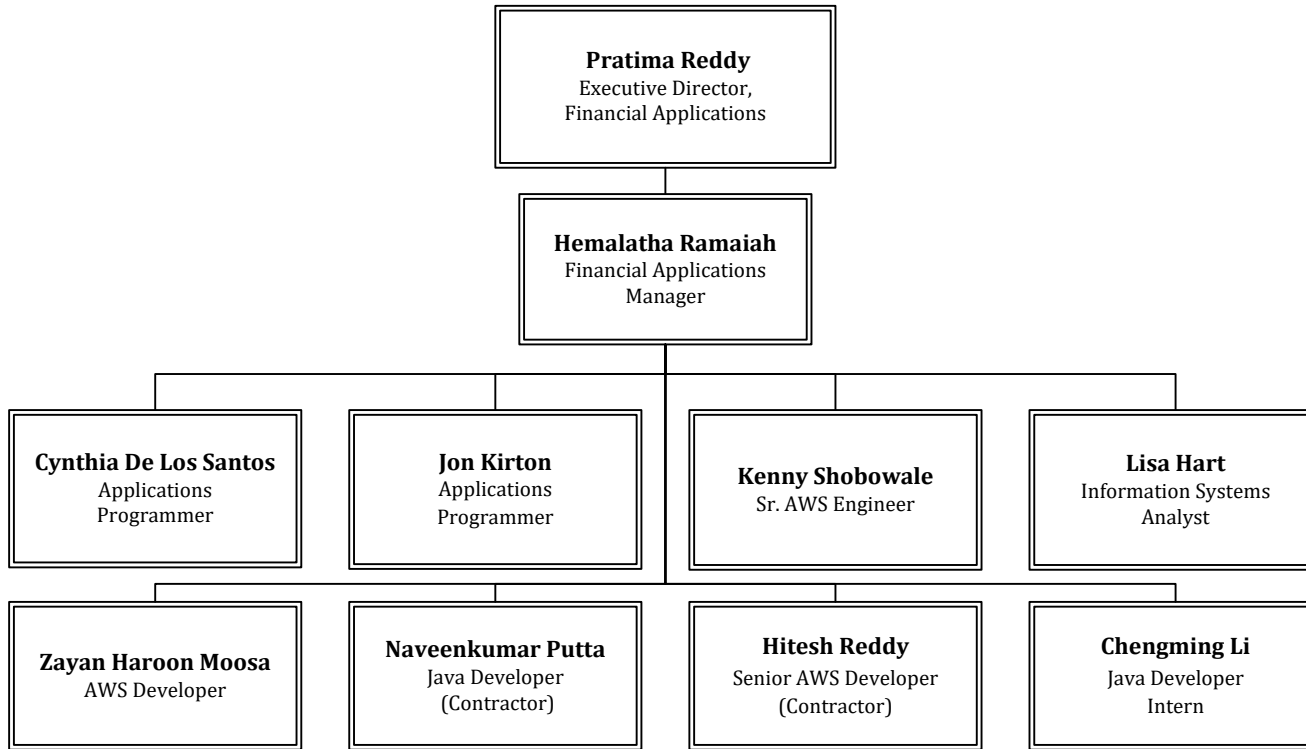 Pratima Reddy
Executive Director,
Financial Applications
Hemalatha Ramaiah
Financial Applications
Manager
Cynthia De Los Santos
Applications
Programmer
Jon Kirton
Applications
Programmer
Kenny Shobowale
Sr. AWS Engineer
Lisa Hart
Information Systems
Analyst
Zayan Haroon Moosa
AWS Developer
Naveenkumar Putta
Java Developer
(Contractor)
Hitesh Reddy
Senior AWS Developer
(Contractor)
Chengming Li
Java Developer
Intern